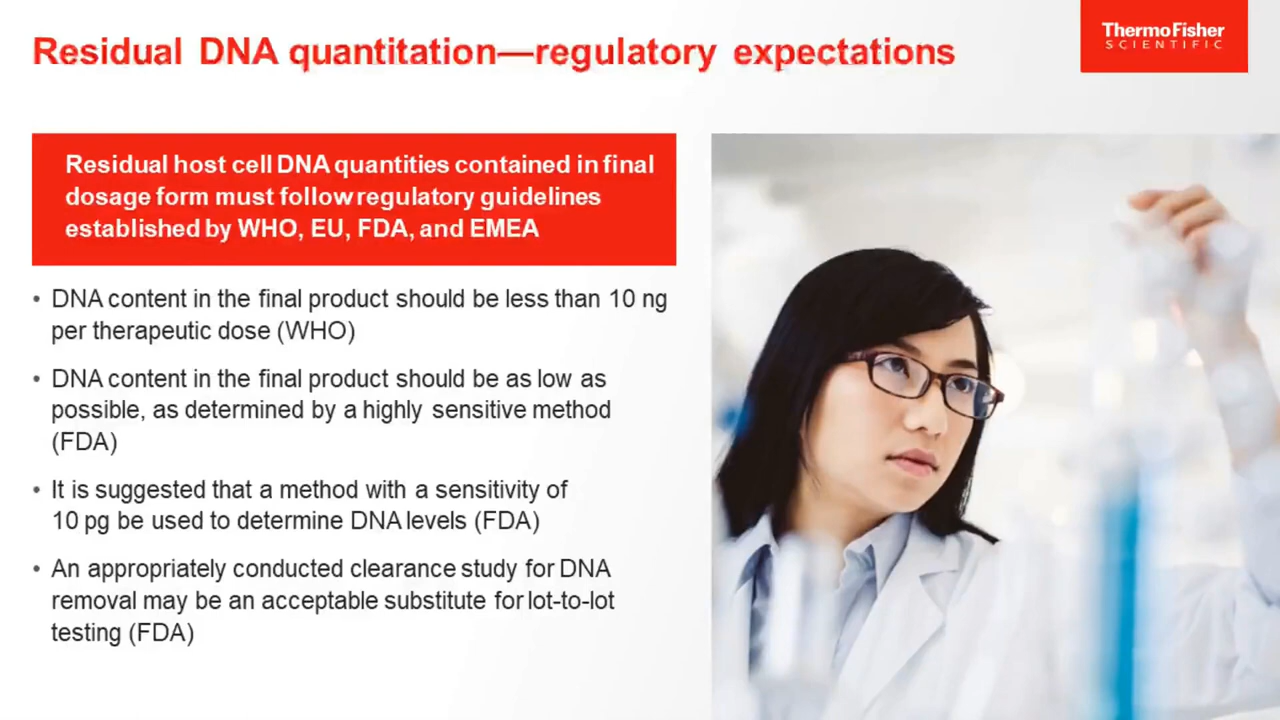 Residual DNA quantitation—regulatory expectations
ThermoFisher
SCIENTIFIC
Residual host cell DNA quantities contained in final
dosage form must follow regulatory guidelines
established by WHO, EU, FDA, and EMEA
• DNA content in the final product should be less than 10 ng
per therapeutic dose (WHO)
• DNA content in the final product should be as low as
possible, as determined by a highly sensitive method
(FDA)
• It is suggested that a method with a sensitivity of
10 pg be used to determine DNA levels (FDA)
• An appropriately conducted clearance study for DNA
removal may be an acceptable substitute for lot-to-lot
testing (FDA)